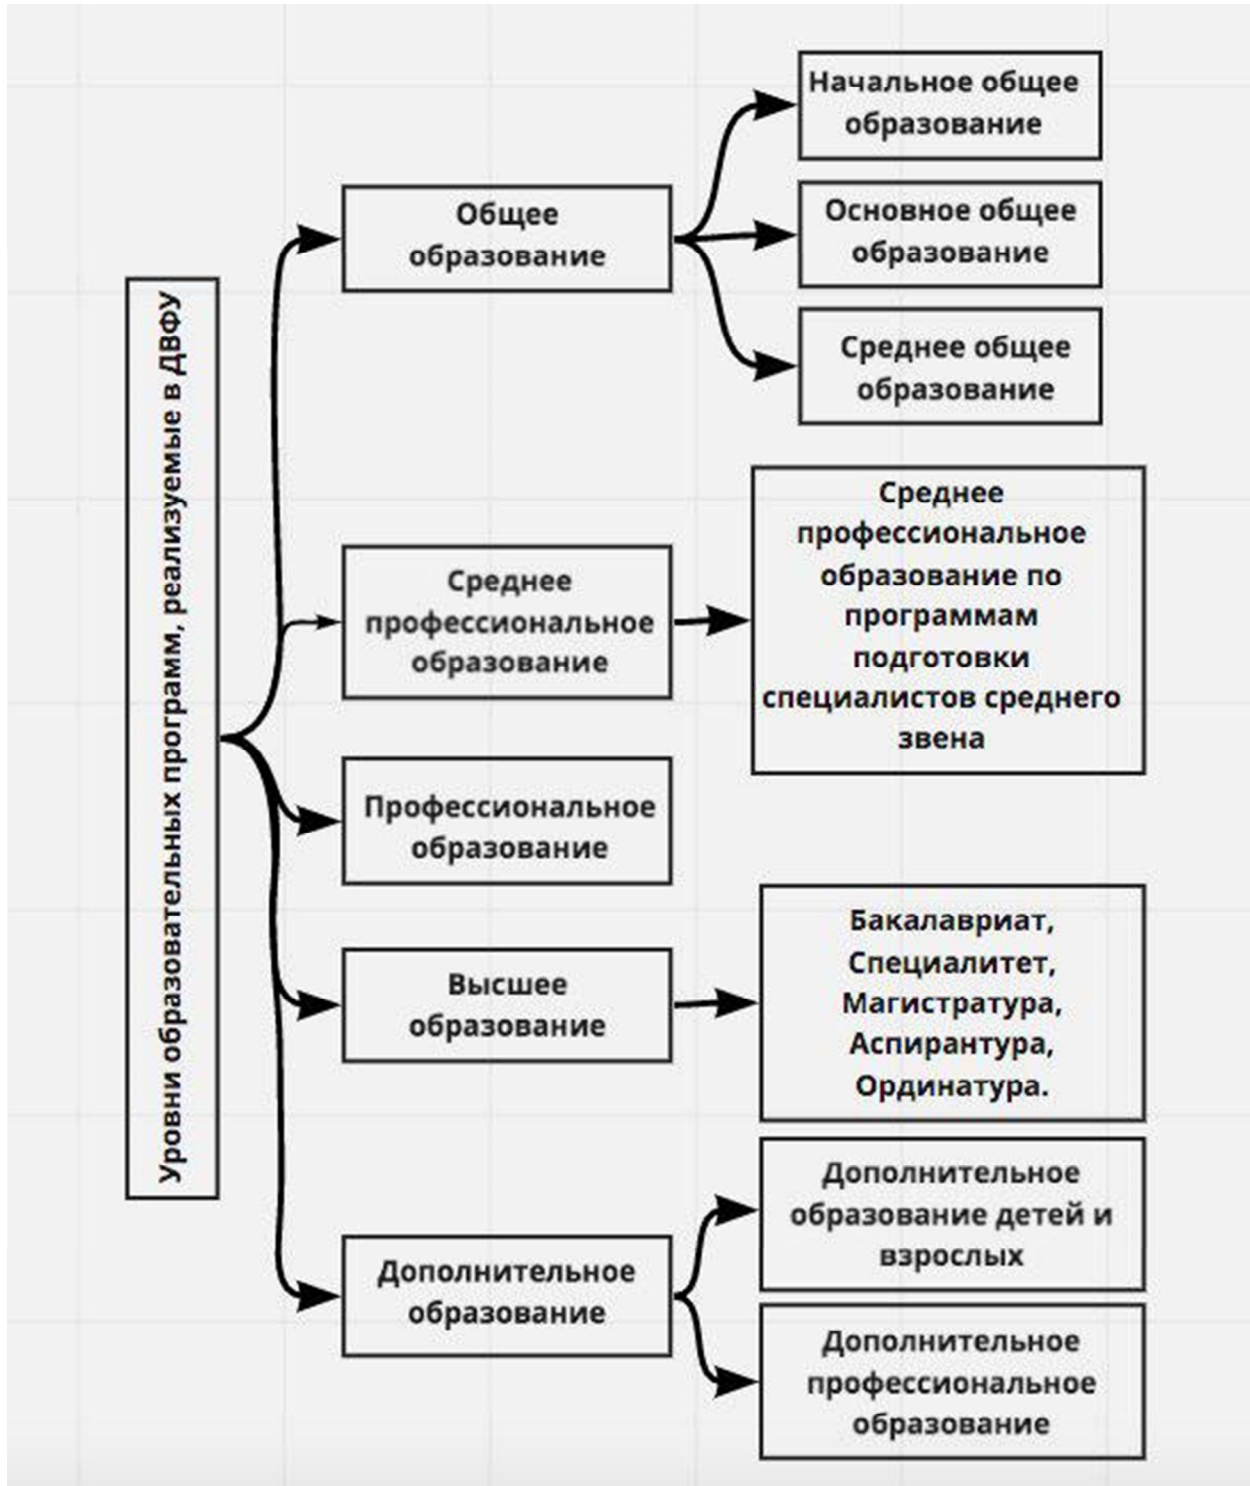 Уровни образовательных программ, реализуемые в ДВФУ
Общее
образование
Начальное общее
образование
Основное общее
образование
Среднее общее
образование
Среднее
профессиональное
образование
Среднее
профессиональное
образование по
программам
подготовки
специалистов среднего
звена
Профессиональное
образование
Высшее
образование
Бакалавриат,
Специалитет,
Магистратура,
Аспирантура,
Ординатура.
Дополнительное
образование
Дополнительное
образование детей и
взрослых
Дополнительное
профессиональное
образование